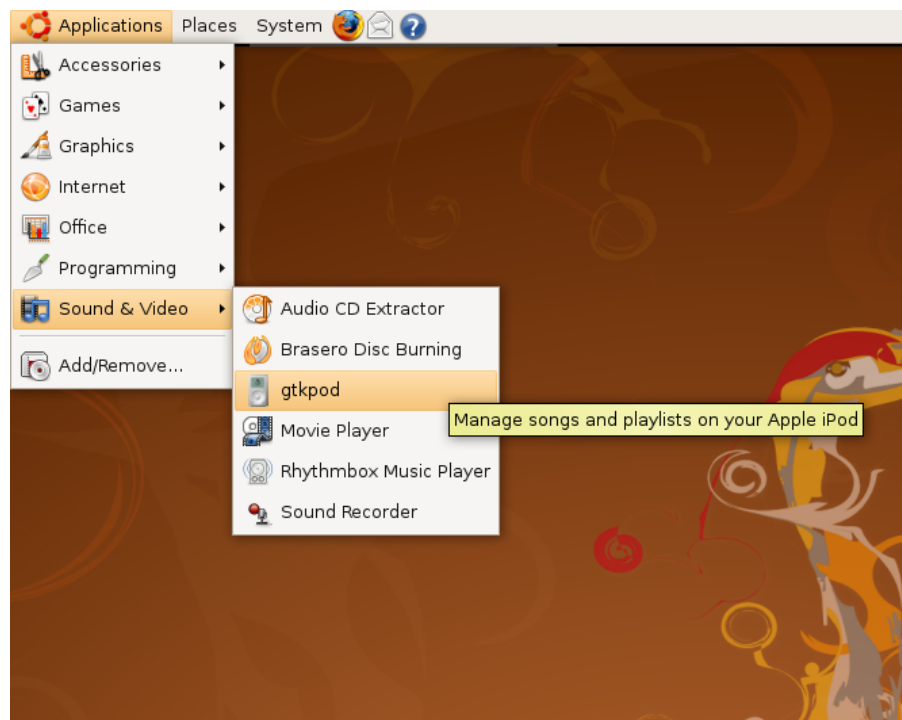 Applications Places System
Accessories
Games
Graphics
Internet
Office
Programming
Sound & Video
Add/Remove...
Audio CD Extractor
Brasero Disc Burning
gtkpod
Manage songs and playlists on your Apple iPod
Movie Player
Rhythmbox Music Player
Sound Recorder